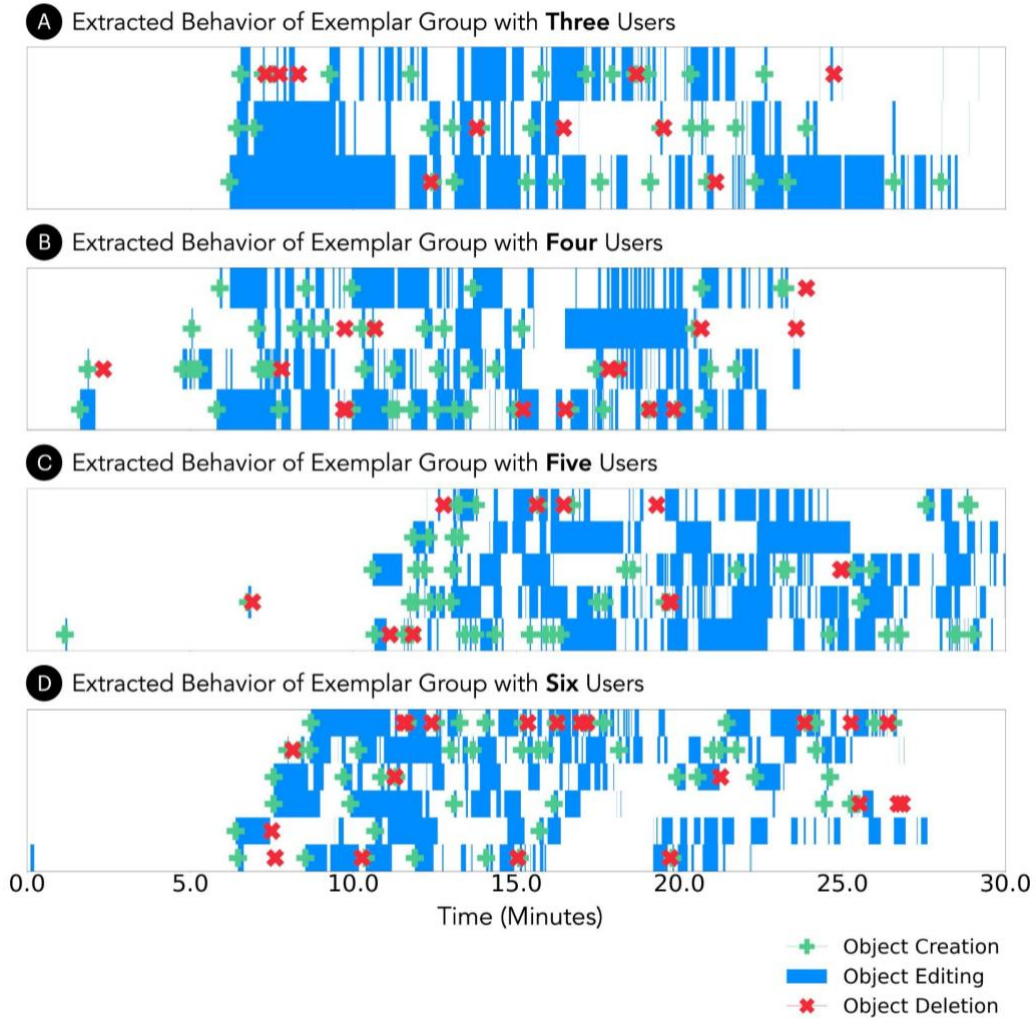 A Extracted Behavior of Exemplar Group with Three Users
B Extracted Behavior of Exemplar Group with Four Users
C Extracted Behavior of Exemplar Group with Five Users
D Extracted Behavior of Exemplar Group with Six Users
0.0 5.0 10.0 15.0 20.0 25.0 30.0
Time (Minutes)
Object Creation
Object Editing
Object Deletion